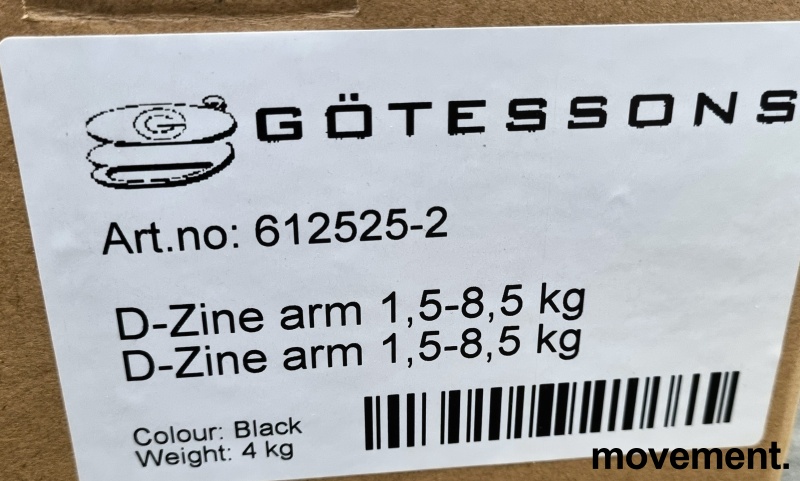 GÖTESSONS
Art.no: 612525-2
D-Zine arm 1,5-8,5 kg
D-Zine arm 1,5-8,5 kg
Colour: Black
Weight: 4 kg
movement.